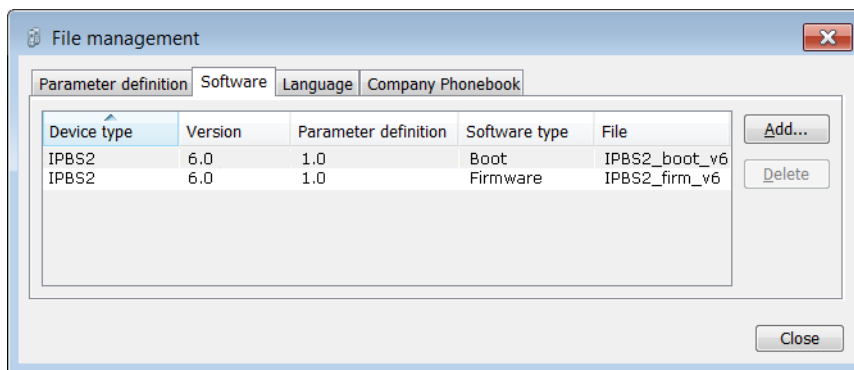 File management
Parameter definition Software Language Company Phonebook
Device type Version Parameter definition Software type File
IPBS2 6.0 1.0 Boot IPBS2_boot_v6
IPBS2 6.0 1.0 Firmware IPBS2_firm_v6
Add...
Delete
Close